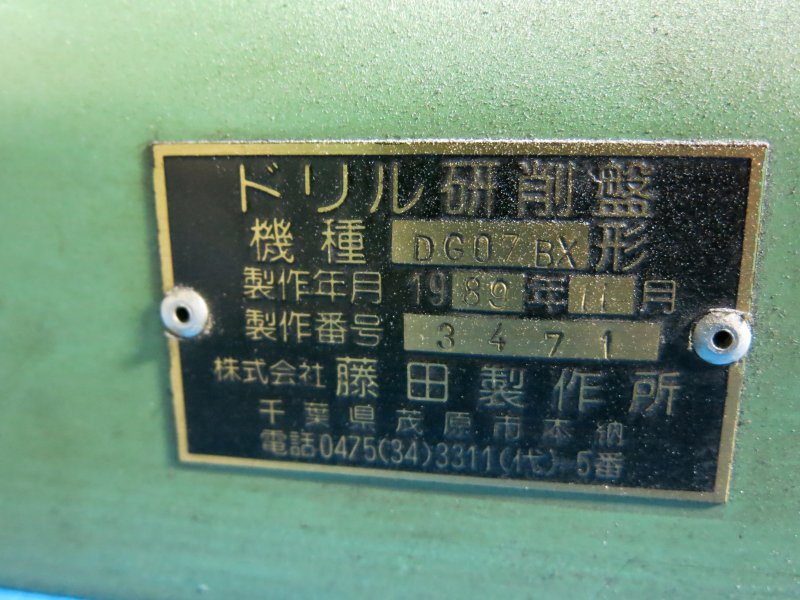 ドリル研削盤
機種 DG07BX形
製作年月 1989年11月
製作番号 3471
株式会社 藤田製作所
千葉県茂原市本納
電話0475(34)3311(代)5番